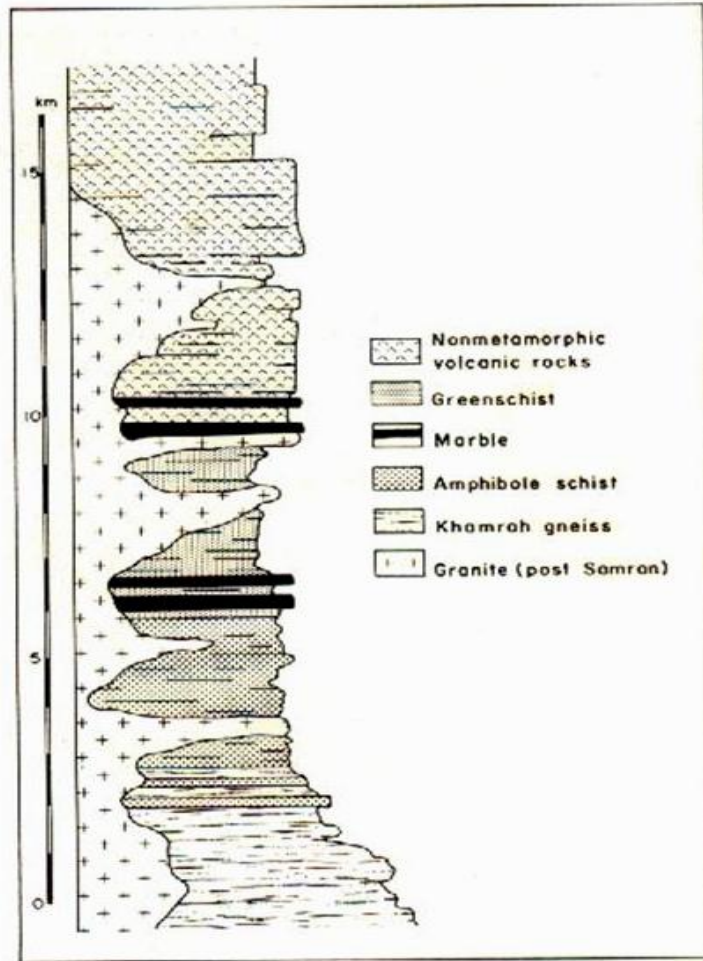 km
15
10
5
0
Nonmetamorphic
volcanic rocks
Greenschist
Marble
Amphibole schist
Khamrah gneiss
Granite (post Samran)